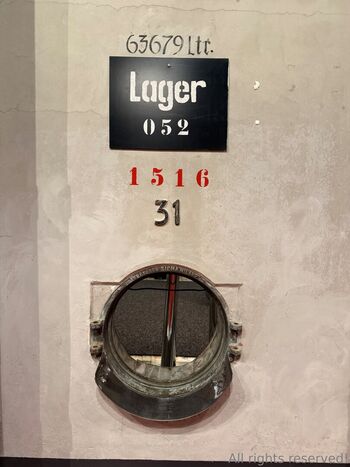 63679 Ltr.
Lager
052
1516
31
All rights reserved!